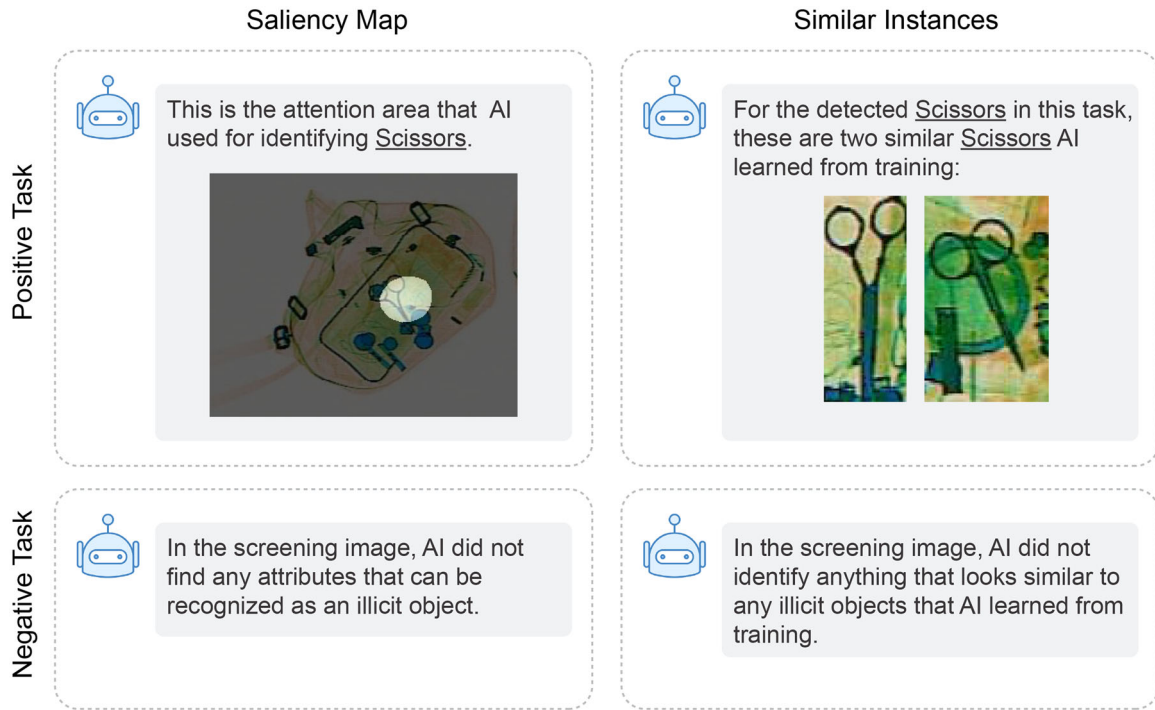 Saliency Map
Similar Instances
Positive Task
This is the attention area that AI
used for identifying Scissors.
For the detected Scissors in this task,
these are two similar Scissors AI
learned from training:
Negative Task
In the screening image, AI did not
find any attributes that can be
recognized as an illicit object.
In the screening image, AI did not
identify anything that looks similar to
any illicit objects that AI learned from
training.